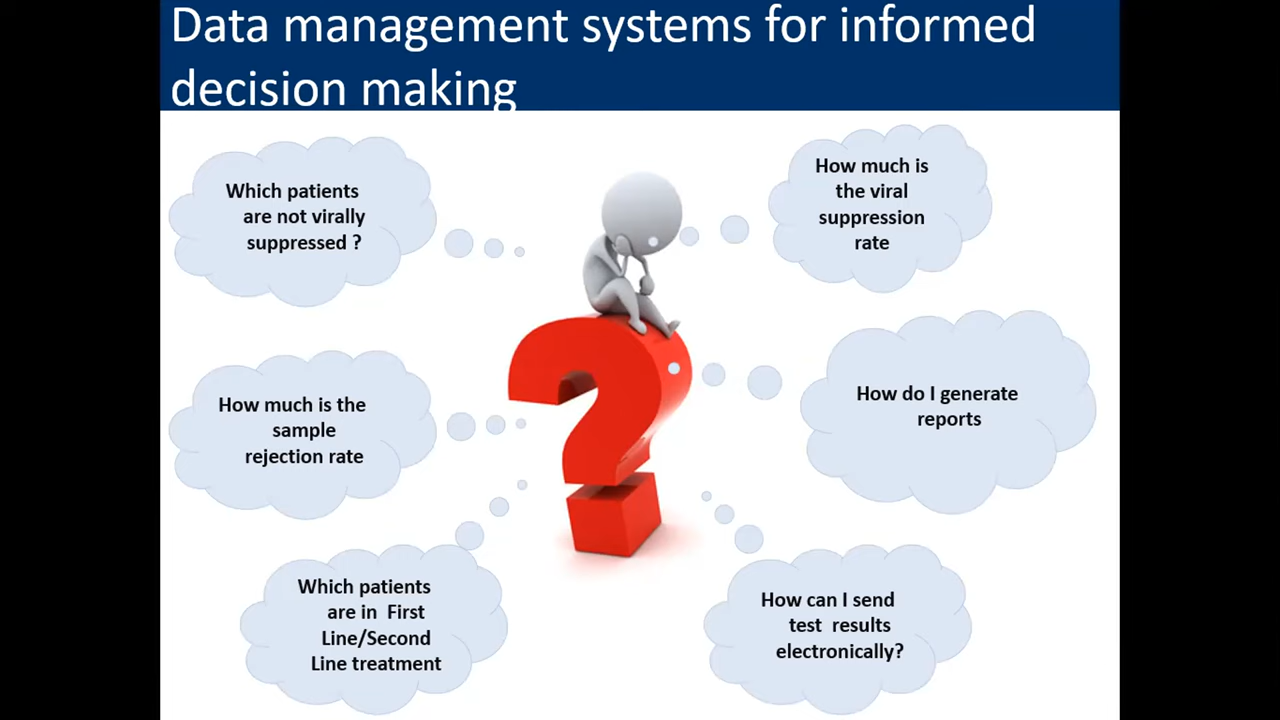 Data management systems for informed
decision making
Which patients
are not virally
suppressed ?
How much is
the viral
suppression
rate
How much is the
sample
rejection rate
How do I generate
reports
Which patients
are in First
Line/Second
Line treatment
How can I send
test results
electronically?